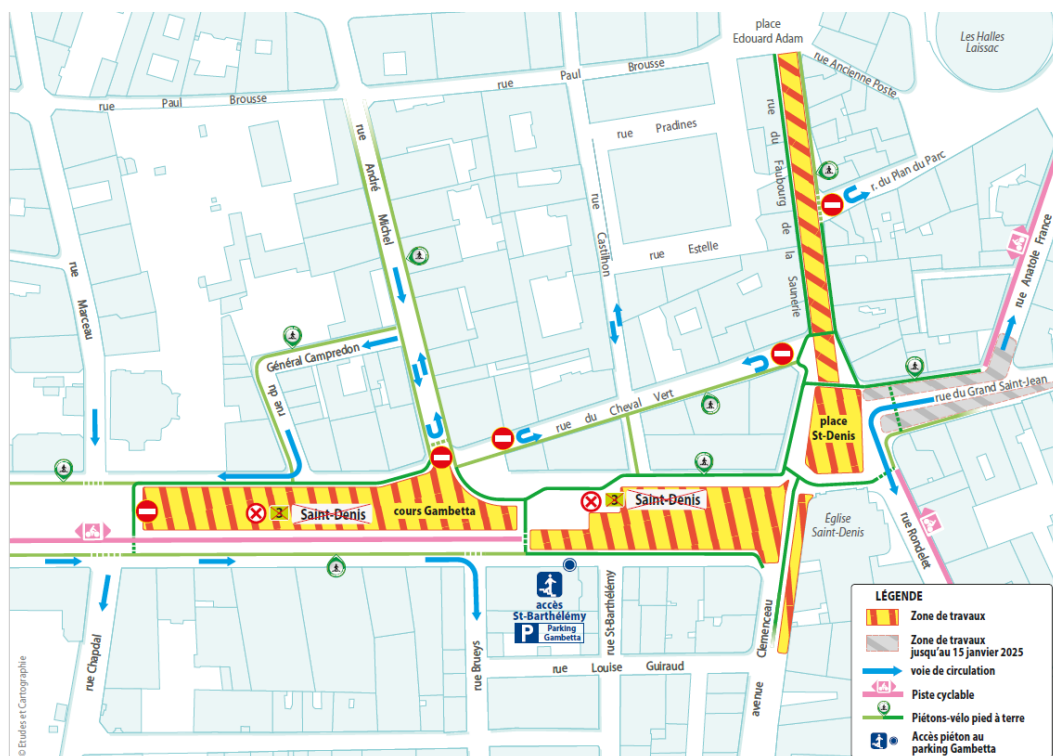 place
Edouard Adam
Les Halles
Laissac
rue Ancienne Poste
rue Paul Brousse
rue Paul Brousse
rue Pradines
rue du Faubourg de la Saunerie
r. du Plan du Parc
rue André Michel
rue Castilhon
rue Estelle
rue Anatole France
rue Marceau
Général Campredon
rue du
rue du Cheval Vert
rue du Grand Saint-Jean
place
St-Denis
3 Saint-Denis
cours Gambetta
3 Saint-Denis
Église
Saint-Denis
rue Rondelet
accès
St-Barthélémy
P Parking
Gambetta
rue St-Barthélémy
rue Chapdal
rue Brueys
rue Louise Guiraud
avenue Clemenceau
LÉGENDE
Zone de travaux
Zone de travaux
jusqu'au 15 janvier 2025
voie de circulation
Piste cyclable
Piétons-vélo pied à terre
Accès piéton au
parking Gambetta
© Etudes et Cartographie